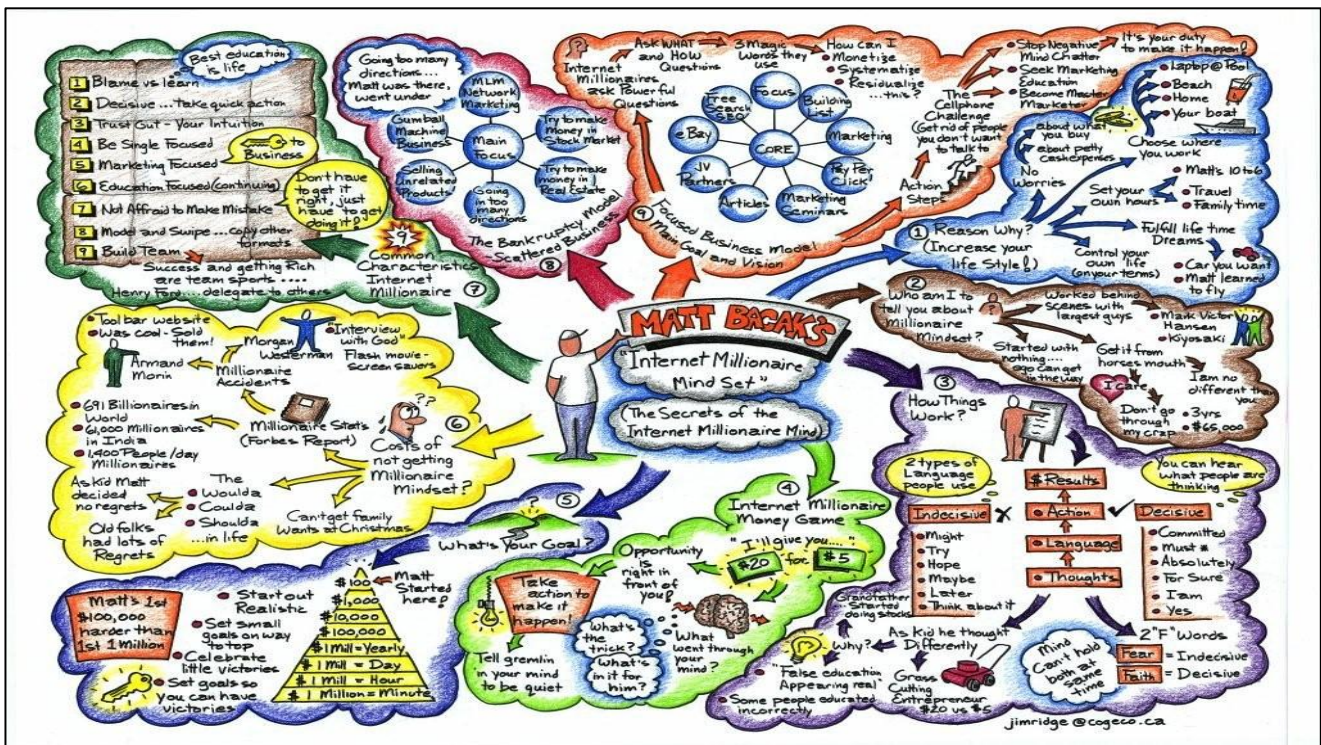 MATT BACAK'S
"Internet Millionaire
Mind Set"
(The Secrets of the
Internet Millionaire Mind)
① Reason Why?
(Increase your
life Style!)
No
Worries
about what
you buy
about petty
cash expenses
Choose where
you work
Laptop @ Pool
Beach
Home
Your boat
Set your
own hours
Matt's 10 to 6
Travel
Family time
Control your
own life
(on your terms)
Fulfill life time
Dreams
Car you want
Matt learned
to fly
② Who am I to
tell you about
Millionaire
Mindset?
Worked behind
scenes with
largest guys
Mark Victor
Hansen
Kiyosaki
Started with
nothing....
ego can get
in the way
Get it from
horses mouth
I care
I am no
different than
you
Don't go
through
my crap
3yrs
$65,000
③ How Things
Work?
2 types of
Language
people use
You can hear
what people are
thinking
$ Results
Action
Language
Thoughts
Indecisive
Might
Try
Hope
Maybe
Later
Think about it
Decisive
Committed
Must
Absolutely
For Sure
I am
Yes
2 "F" Words
Fear = Indecisive
Faith = Decisive
Mind
Can't hold
both at
same
time
As Kid he thought
Differently
Why?
Grandfather
... Started
doing stocks
"False education
Appearing real"
Some people educated
incorrectly
Grass
Cutting
Entrepreneur
$20 vs $5
④ Internet Millionaire
Money Game
"I'll give you...."
$20 for $5
What
went through
your
mind?
What's
the
trick?
What's
in it for
him?
Opportunity
is
right in
front of
you!
Take
action to
make it
happen!
Tell gremlin
in your mind
to be quiet
⑤ What's Your Goal?
?
$100
Matt
Started
here!
$1,000
$10,000
$100,000
$1 Mill = Yearly
$1 Mill = Day
$1 Mill = Hour
$1 Million = Minute
Start out
Realistic
Set small
goals on way
to top
Celebrate
little victories
Set goals so
you can have
victories
Matt's 1st
$100,000
harder than
1st 1 Million
⑥ Costs of
not getting
Millionaire
Mindset?
??
Millionaire Stats
(Forbes Report)
691 Billionaires in
World
61,000 Millionaires
in India
1,400 People/day
Millionaires
Millionaire
Accidents
Armand
Morin
Tool bar website
Was cool - Sold
them!
Morgan
Westerman
"Interview
with God"
Flash movie -
screen savers
The
Woulda
Coulda
Shoulda
...in life
As kid Matt
decided
no regrets
Old folks
had lots of
Regrets
Can't get family
Wants at Christmas
⑦ 9
Common
Characteristics
Internet
Millionaire
Best education
is life
1 Blame vs learn
2 Decisive ... take quick action
3 Trust Gut - Your Intuition
4 Be Single Focused
5 Marketing Focused
to
Business
6 Education Focused (continuing)
7 Not Affraid to Make Mistake
8 Model and Swipe ... copy other
formats
9 Build Team
Don't have
to get it
right, just
have to get
doing it!
Success and getting Rich
are team sports ....
Henry Ford.... delegate to others
⑧ The Bankruptcy Model
- Scattered Business
Going too many
directions...
Matt was there,
went under
Main
Focus
MLM
Network
Marketing
Try to make
Money in
Stock Market
Try to make
money in
Real Estate
Going
in too many
directions
Selling
Unrelated
Products
Gumball
Machine
Business
⑨ Focused Business Model
Main Goal and Vision
CORE
Focus
Building
List
Marketing
Pay Per
Click
Marketing
Seminars
Articles
JV
Partners
eBay
Free
Search
SEO
Internet
Millionaires
ask Powerful
Questions
Ask WHAT
and HOW
Questions
3 Magic
Words
they use
How can I
Monetize
Systematize
Residualize
...this?
Action
Steps
The
Cellphone
Challenge
Get rid of people
you don't want
to talk to
Stop Negative
Mind Chatter
Seek Marketing
Education
Become Master
Marketer
It's your duty
to make it happen!
jimridge@cogeco.ca